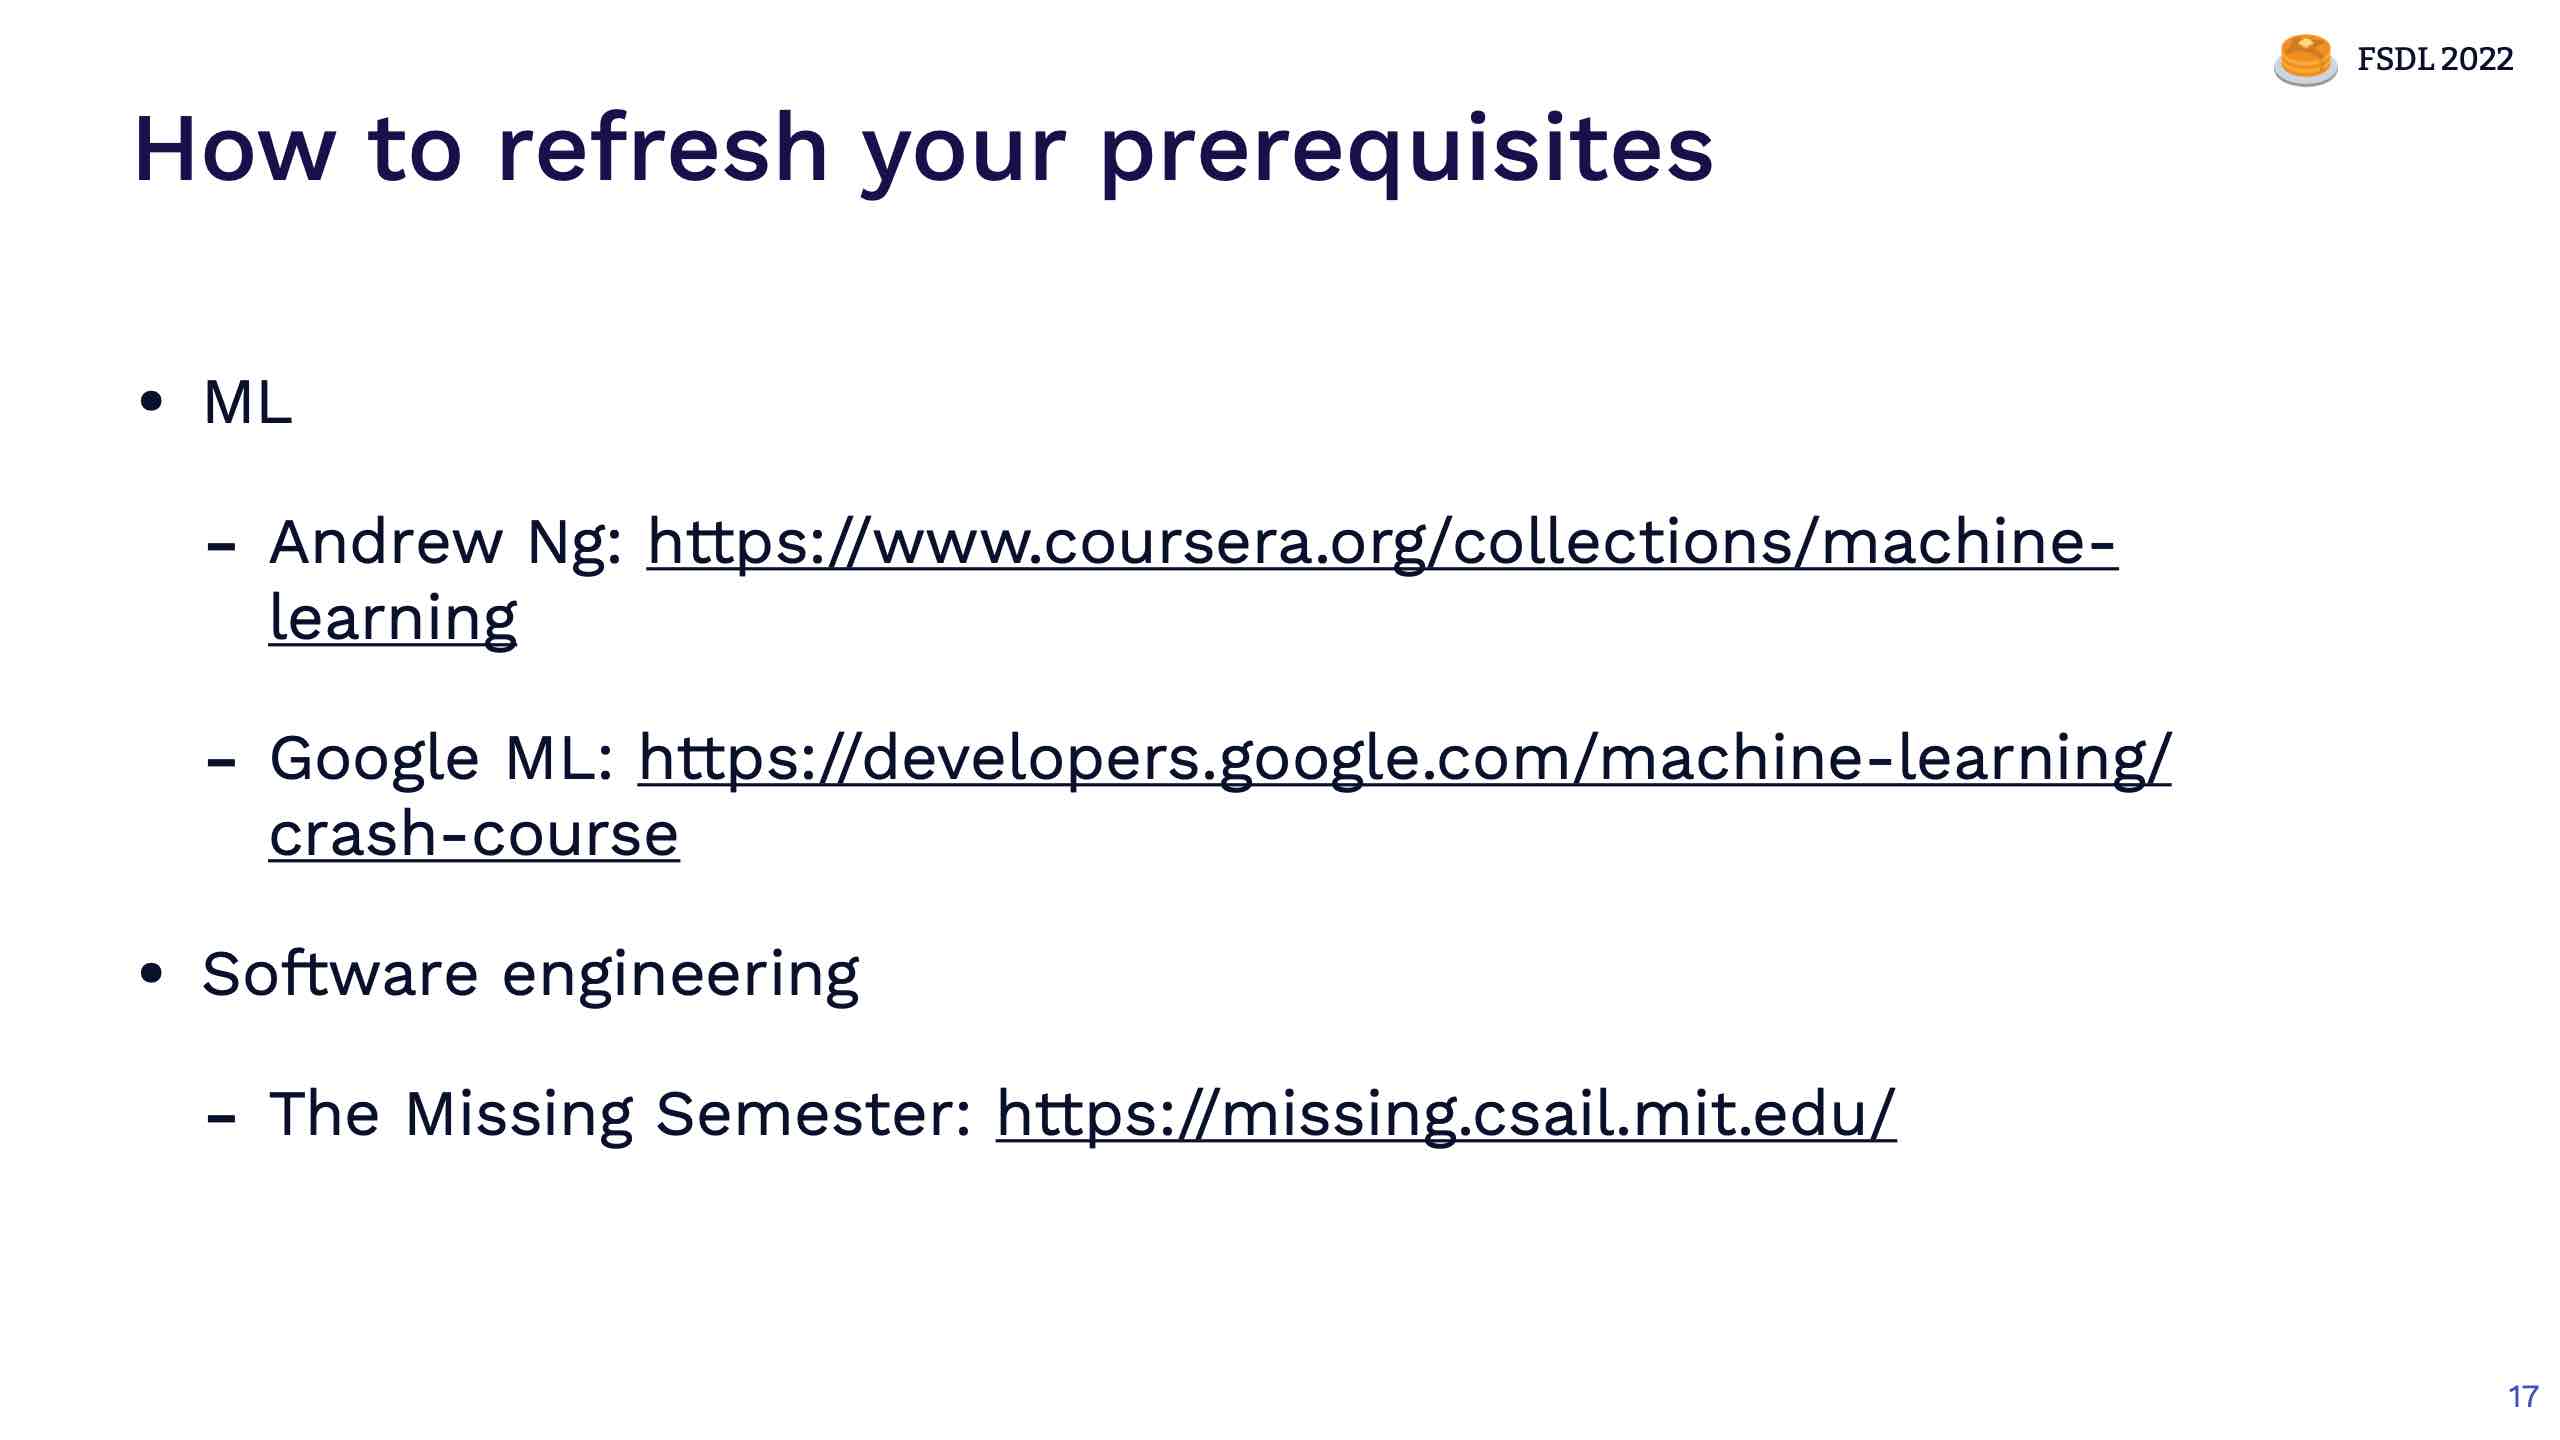 FSDL 2022
How to refresh your prerequisites
• ML
- Andrew Ng: https://www.coursera.org/collections/machine-
learning
- Google ML: https://developers.google.com/machine-learning/
crash-course
• Software engineering
- The Missing Semester: https://missing.csail.mit.edu/
17